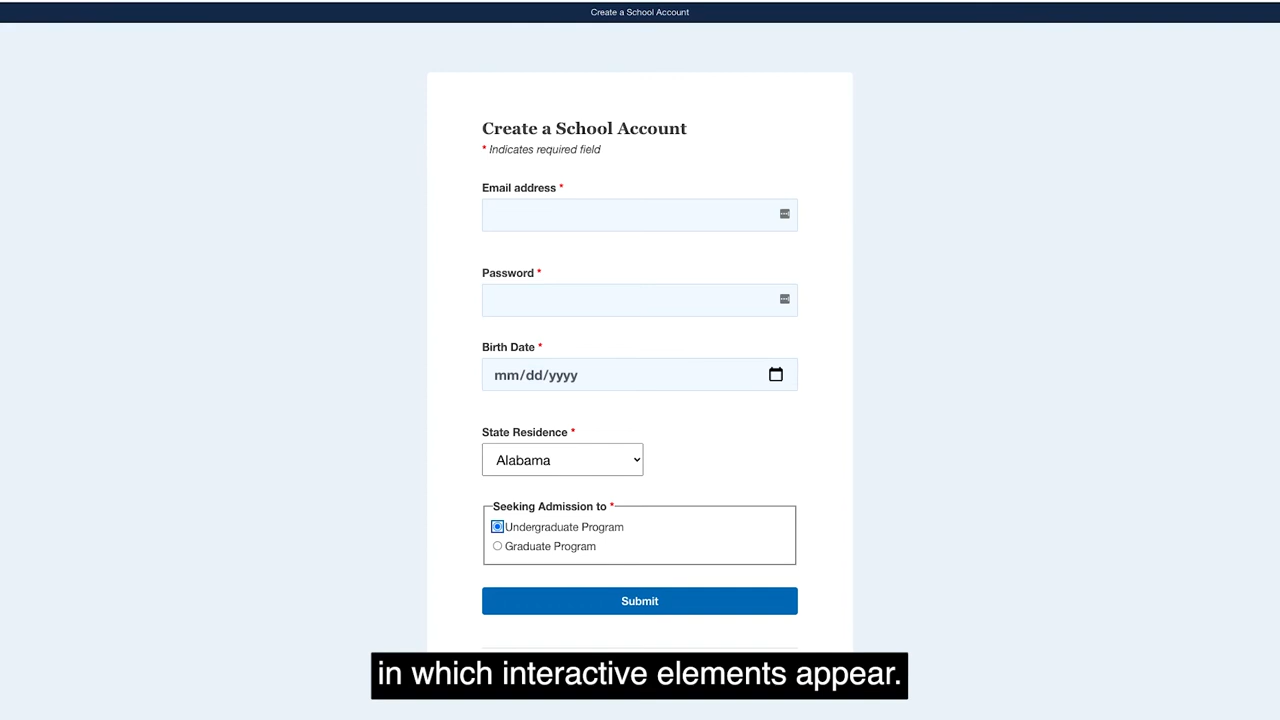 Create a School Account
Create a School Account
* Indicates required field
Email address *
Password *
Birth Date *
mm/dd/yyyy
State Residence *
Alabama
Seeking Admission to *
Undergraduate Program
Graduate Program
Submit
in which interactive elements appear.